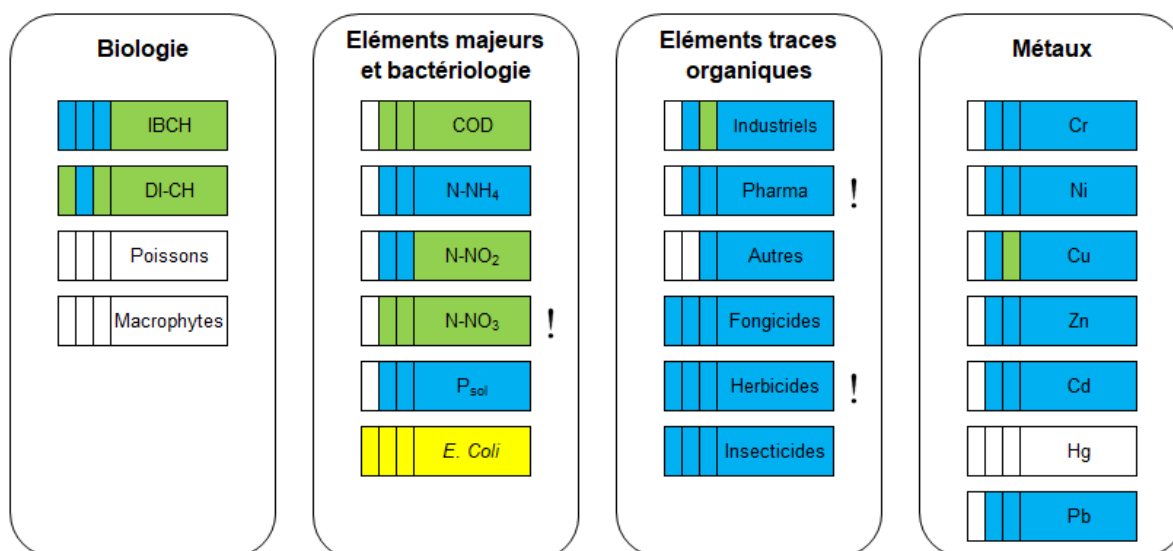 Biologie
IBCH
DI-CH
Poissons
Macrophytes
Eléments majeurs
et bactériologie
COD
N-NH₄
N-NO₂
N-NO₃ !
Pₛₒₗ
E. Coli
Eléments traces
organiques
Industriels
Pharma !
Autres
Fongicides
Herbicides !
Insecticides
Métaux
Cr
Ni
Cu
Zn
Cd
Hg
Pb